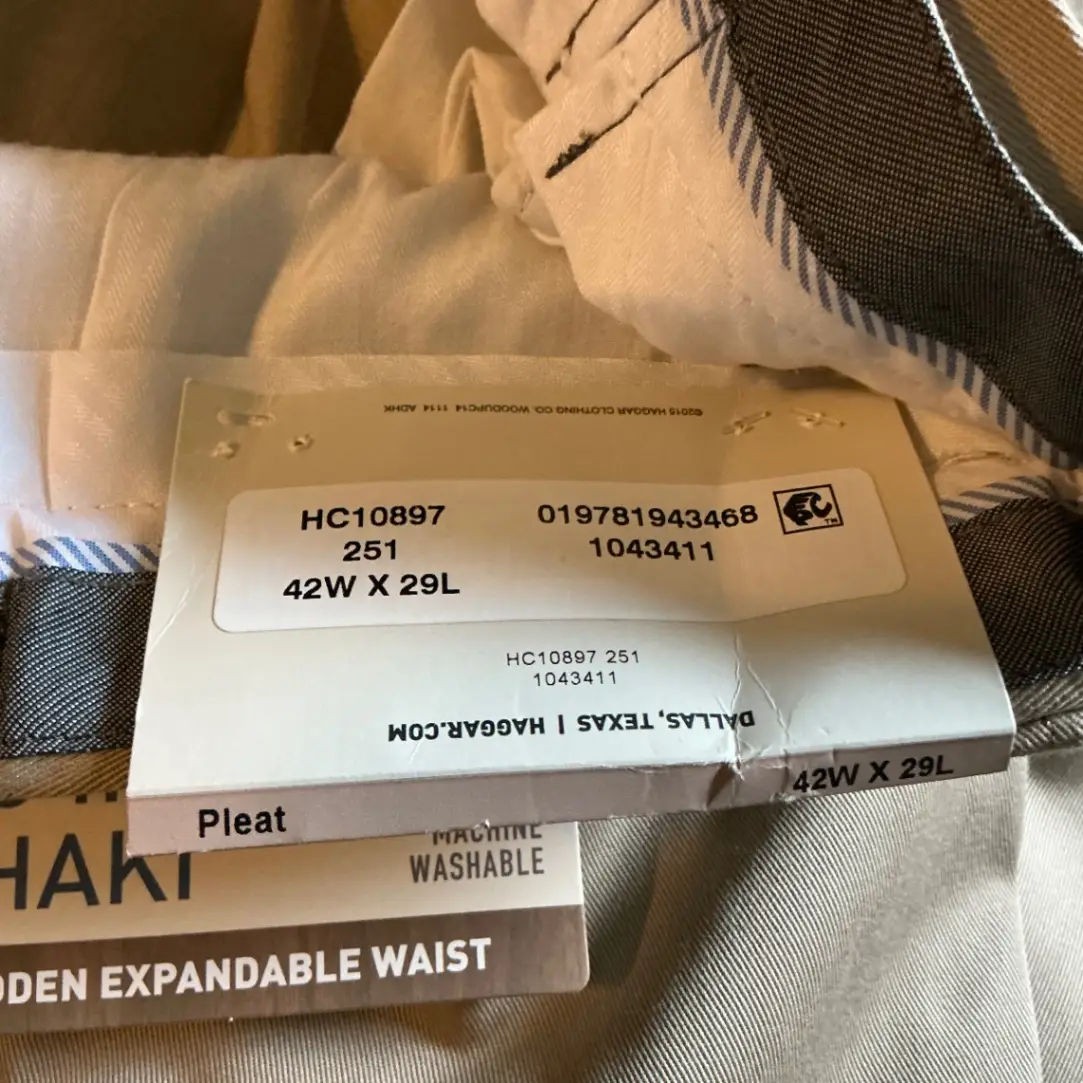 ©2015 HAGGAR CLOTHING CO. WOODUPC14 1114 ADHK
HC10897
251
42W X 29L
019781943468
1043411
HC10897 251
1043411
DALLAS, TEXAS | HAGGAR.COM
Pleat
42W X 29L
HAKI
MACHINE
WASHABLE
DDEN EXPANDABLE WAIST